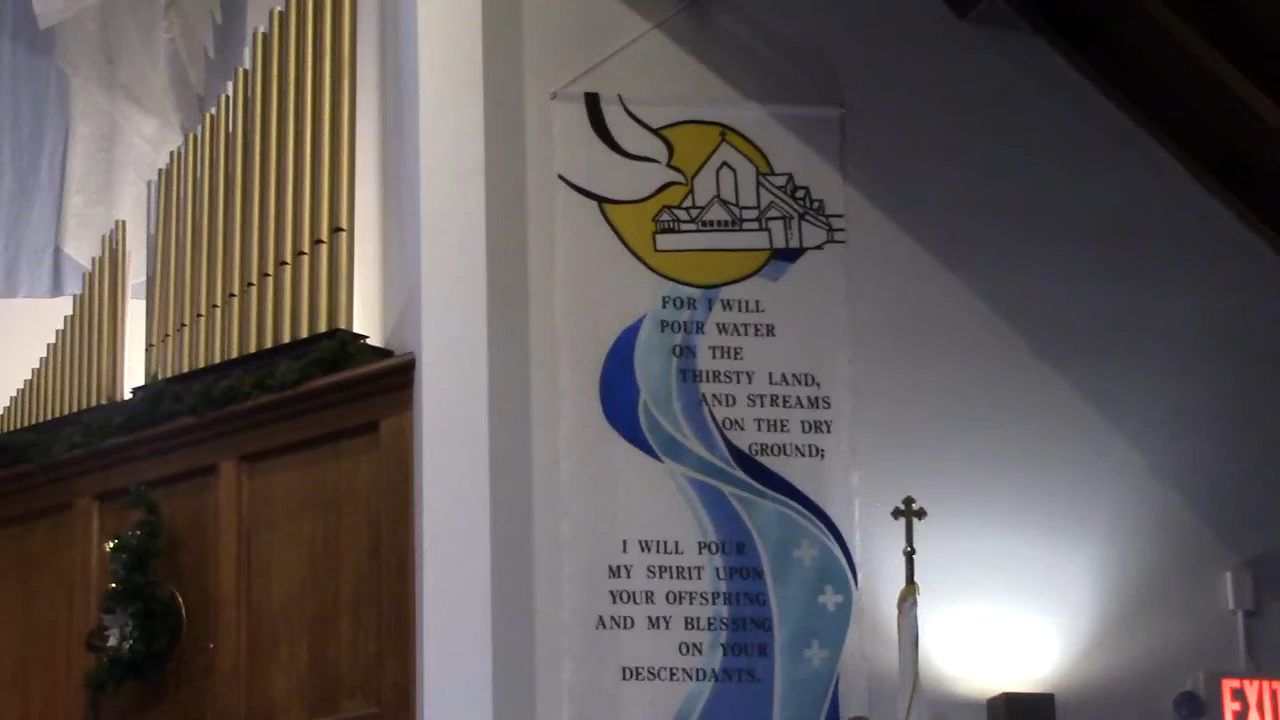 FOR I WILL
POUR WATER
ON THE
THIRSTY LAND,
AND STREAMS
ON THE DRY
GROUND;
I WILL POUR
MY SPIRIT UPON
YOUR OFFSPRING
AND MY BLESSING
ON YOUR
DESCENDANTS.
EXIT